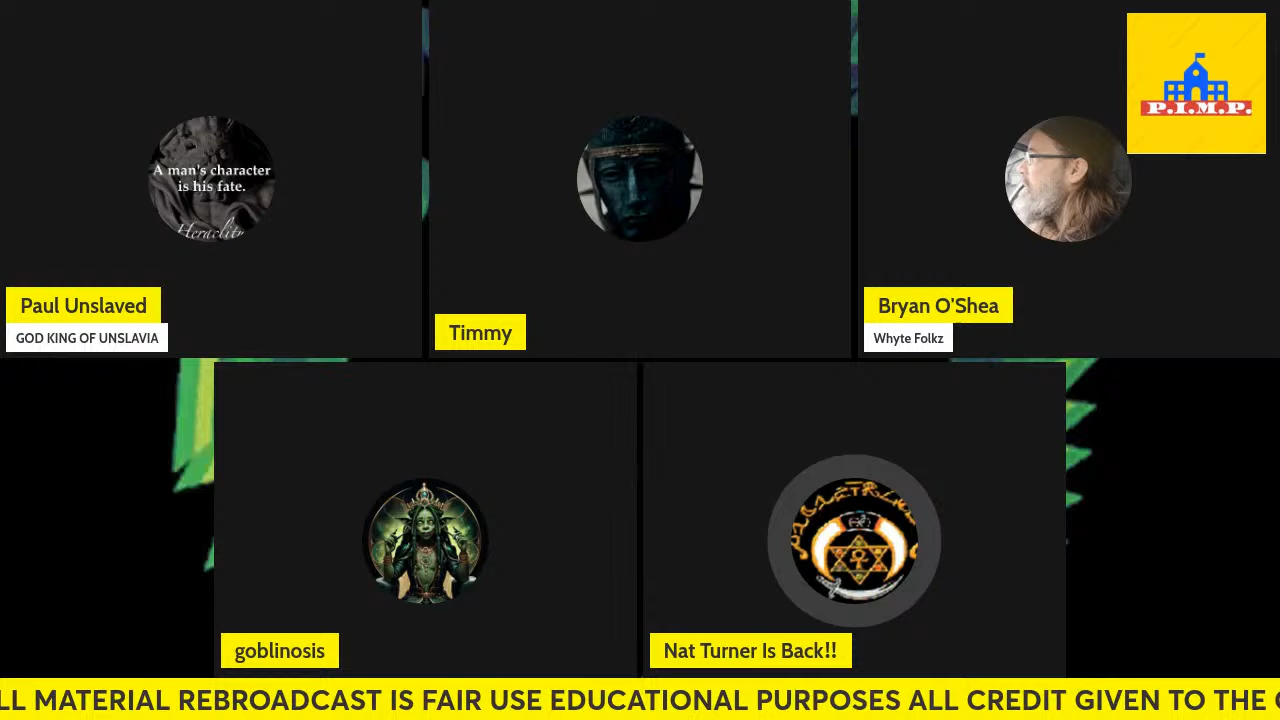 A man's character
is his fate.
Paul Unslaved
GOD KING OF UNSLAVIA
Timmy
P.I.M.P.
Bryan O'Shea
Whyte Folkz
goblinosis
Nat Turner Is Back!!
LL MATERIAL REBROADCAST IS FAIR USE EDUCATIONAL PURPOSES ALL CREDIT GIVEN TO THE